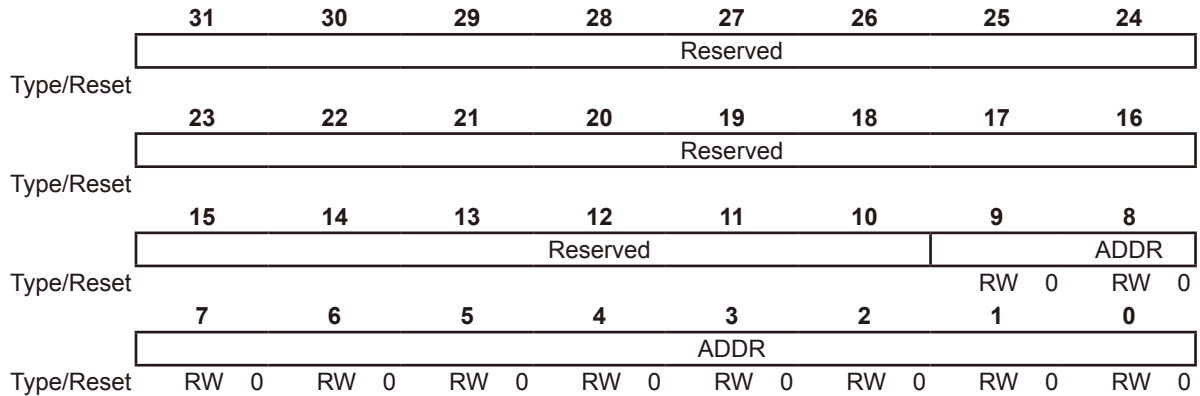 31 30 29 28 27 26 25 24
Reserved
Type/Reset
23 22 21 20 19 18 17 16
Reserved
Type/Reset
15 14 13 12 11 10 9 8
Reserved ADDR
Type/Reset RW 0 RW 0
7 6 5 4 3 2 1 0
ADDR
Type/Reset RW 0 RW 0 RW 0 RW 0 RW 0 RW 0 RW 0 RW 0